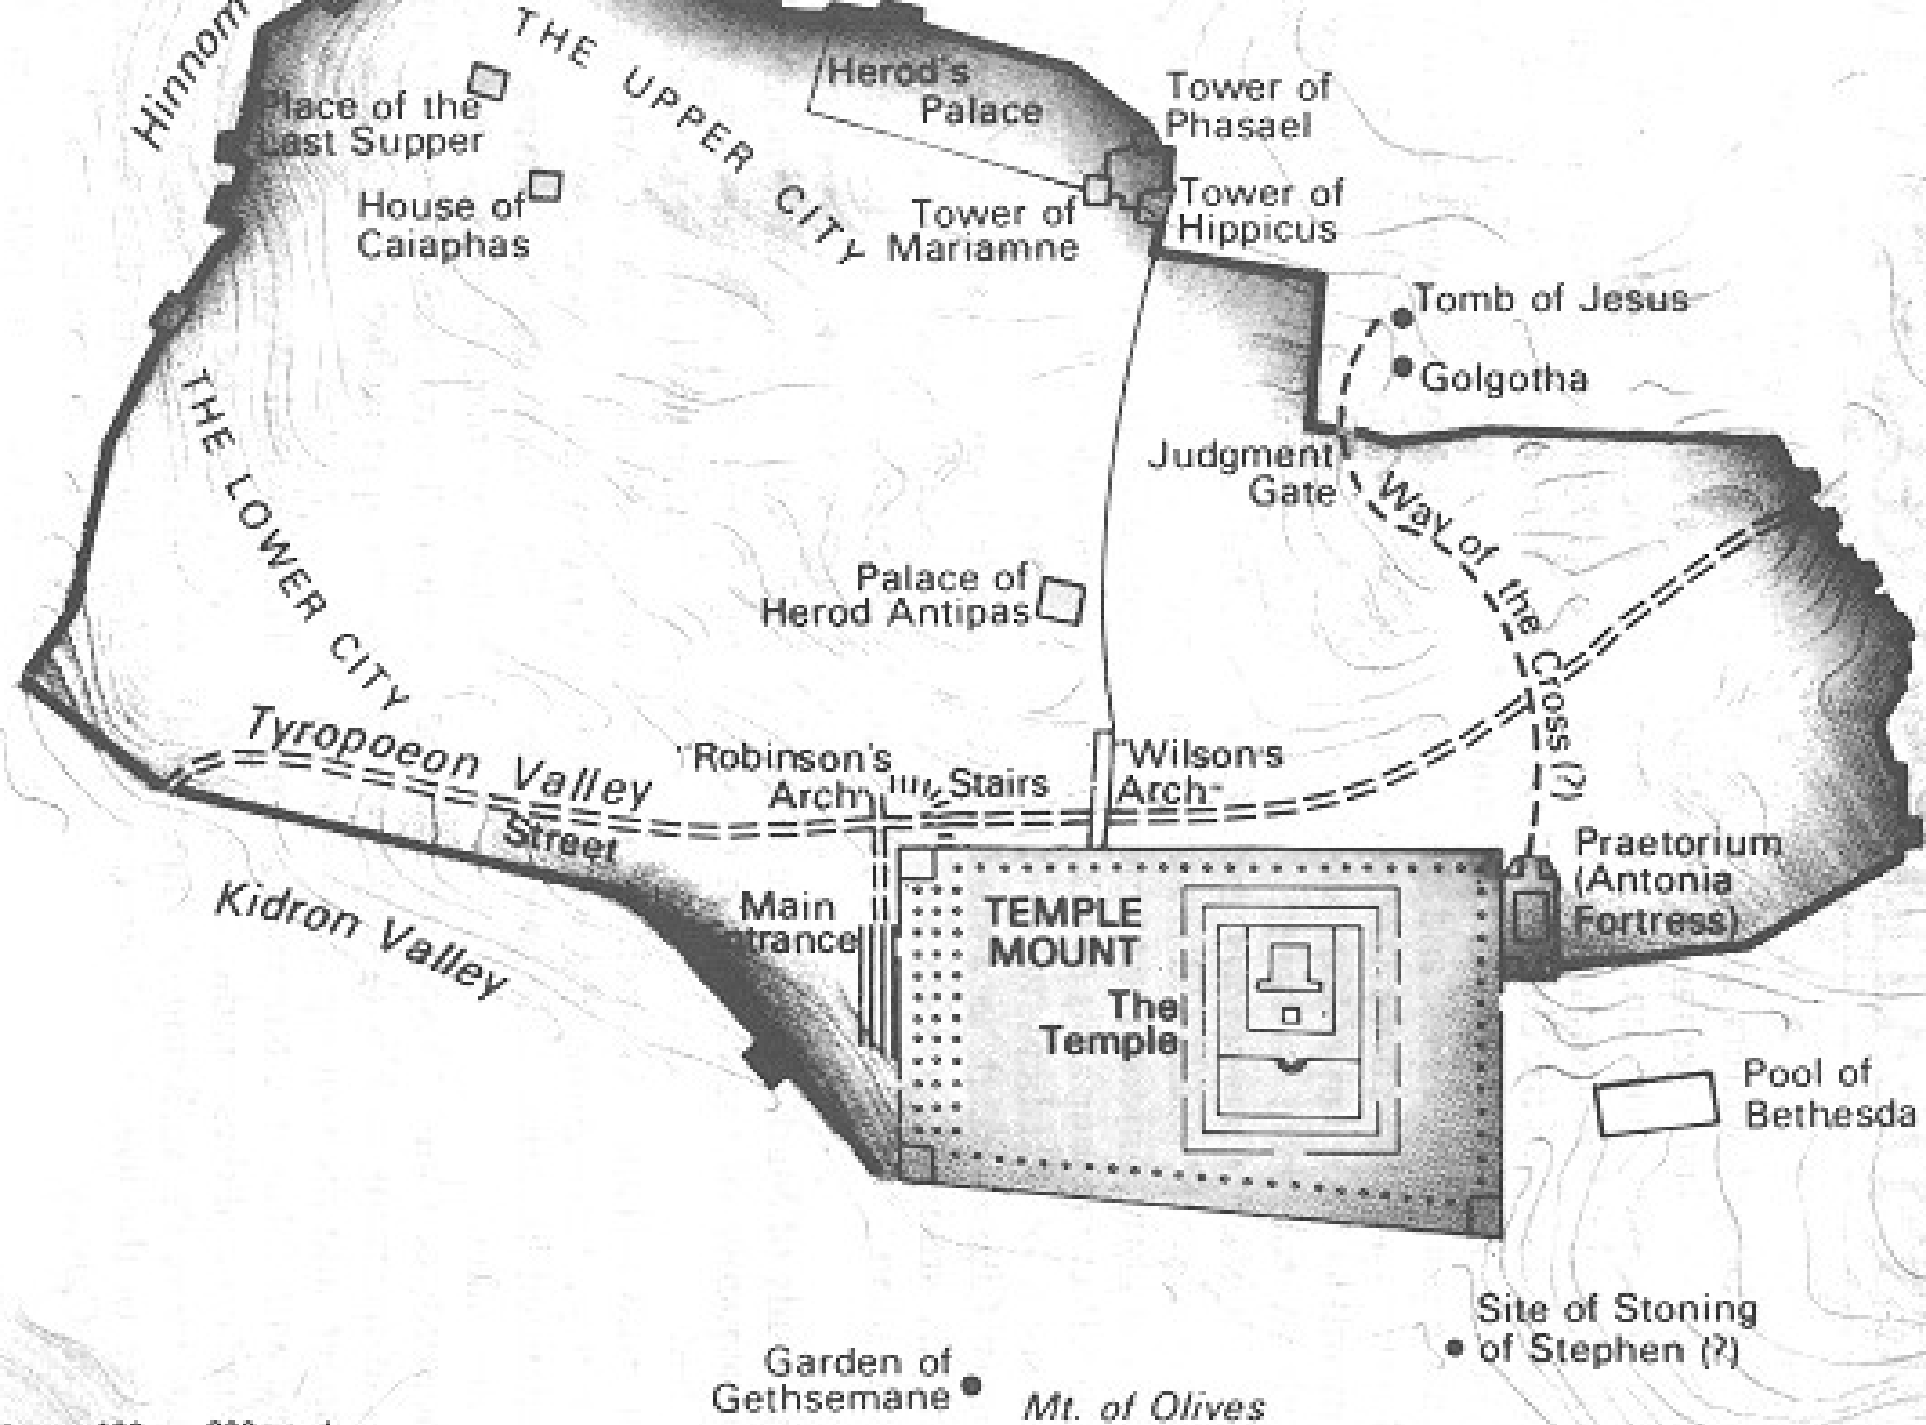 Hinnom
THE UPPER CITY
Herod's
Palace
Tower of
Phasael
Place of the
Last Supper
House of
Caiaphas
Tower of
Mariamne
Tower of
Hippicus
Tomb of Jesus
Golgotha
THE LOWER CITY
Judgment
Gate
Way of the Cross (?)
Palace of
Herod Antipas
Tyropoeon Valley
Street
"Robinson's
Arch"
Stairs
"Wilson's
Arch"
Kidron Valley
Main
Entrance
TEMPLE
MOUNT
The
Temple
Praetorium
(Antonia
Fortress)
Pool of
Bethesda
Site of Stoning
of Stephen (?)
Garden of
Gethsemane
Mt. of Olives